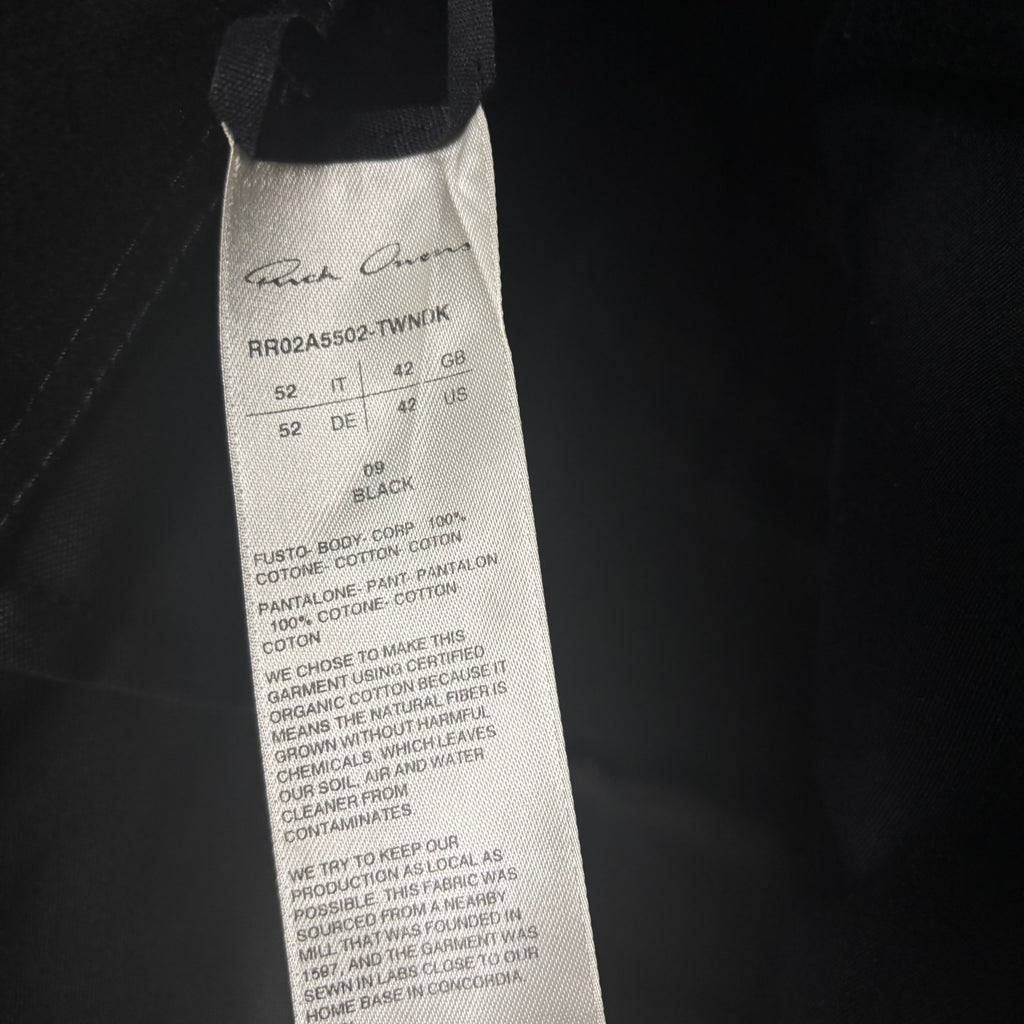 Rick Owens
RR02A5502-TWNDK
52 IT 42 GB
52 DE 42 US
09
BLACK
FUSTO- BODY- CORP 100%
COTONE- COTTON- COTON
PANTALONE- PANT- PANTALON
100% COTONE- COTTON
COTON
WE CHOSE TO MAKE THIS
GARMENT USING CERTIFIED
ORGANIC COTTON BECAUSE IT
MEANS THE NATURAL FIBER IS
GROWN WITHOUT HARMFUL
CHEMICALS, WHICH LEAVES
OUR SOIL, AIR AND WATER
CLEANER FROM
CONTAMINATES
WE TRY TO KEEP OUR
PRODUCTION AS LOCAL AS
POSSIBLE. THIS FABRIC WAS
SOURCED FROM A NEARBY
MILL THAT WAS FOUNDED IN
1597, AND THE GARMENT WAS
SEWN IN LABS CLOSE TO OUR
HOME BASE IN CONCORDIA,